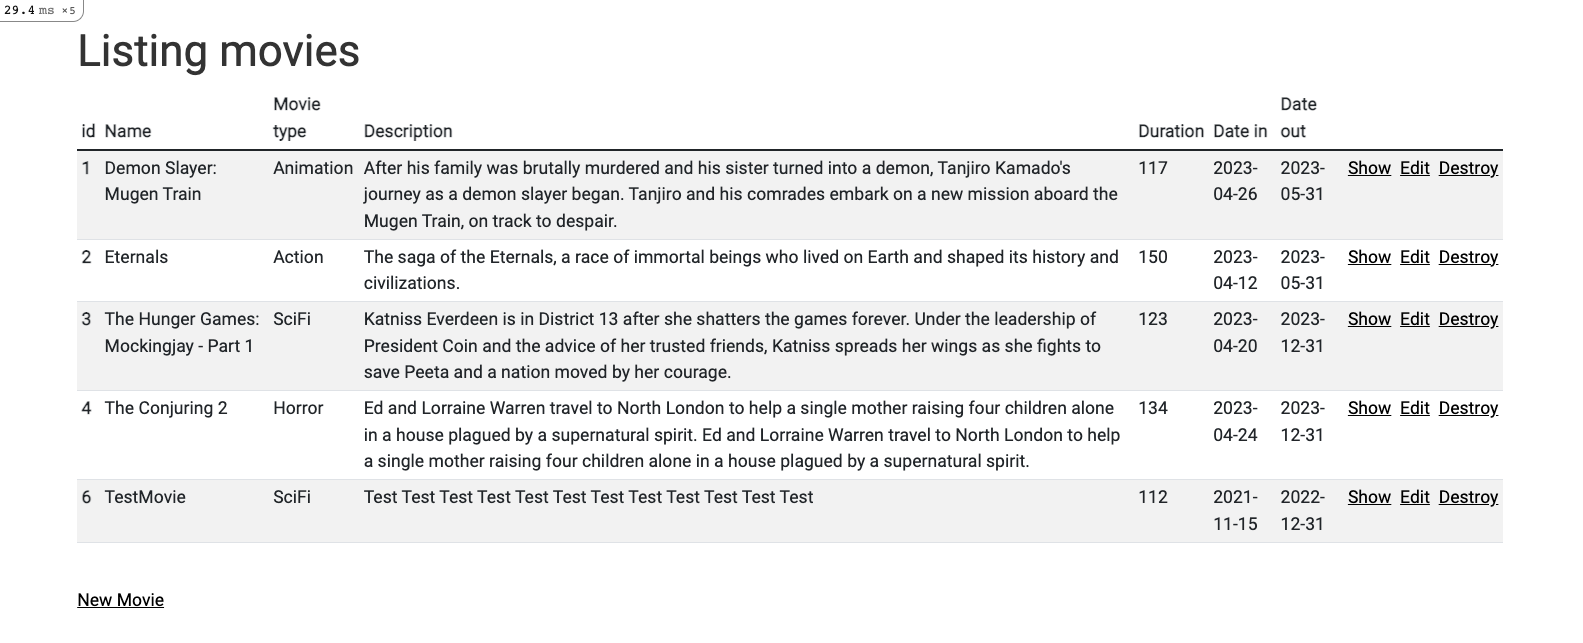 29.4 ms ×5
Listing movies
id Name Movie type Description Duration Date in Date out
1 Demon Slayer: Animation After his family was brutally murdered and his sister turned into a demon, Tanjiro Kamado's 117 2023- 2023- Show Edit Destroy
Mugen Train journey as a demon slayer began. Tanjiro and his comrades embark on a new mission aboard the 04-26 05-31
Mugen Train, on track to despair.
2 Eternals Action The saga of the Eternals, a race of immortal beings who lived on Earth and shaped its history and 150 2023- 2023- Show Edit Destroy
civilizations. 04-12 05-31
3 The Hunger Games: SciFi Katniss Everdeen is in District 13 after she shatters the games forever. Under the leadership of 123 2023- 2023- Show Edit Destroy
Mockingjay - Part 1 President Coin and the advice of her trusted friends, Katniss spreads her wings as she fights to 04-20 12-31
save Peeta and a nation moved by her courage.
4 The Conjuring 2 Horror Ed and Lorraine Warren travel to North London to help a single mother raising four children alone 134 2023- 2023- Show Edit Destroy
in a house plagued by a supernatural spirit. Ed and Lorraine Warren travel to North London to help 04-24 12-31
a single mother raising four children alone in a house plagued by a supernatural spirit.
6 TestMovie SciFi Test Test Test Test Test Test Test Test Test Test Test Test 112 2021- 2022- Show Edit Destroy
11-15 12-31
New Movie